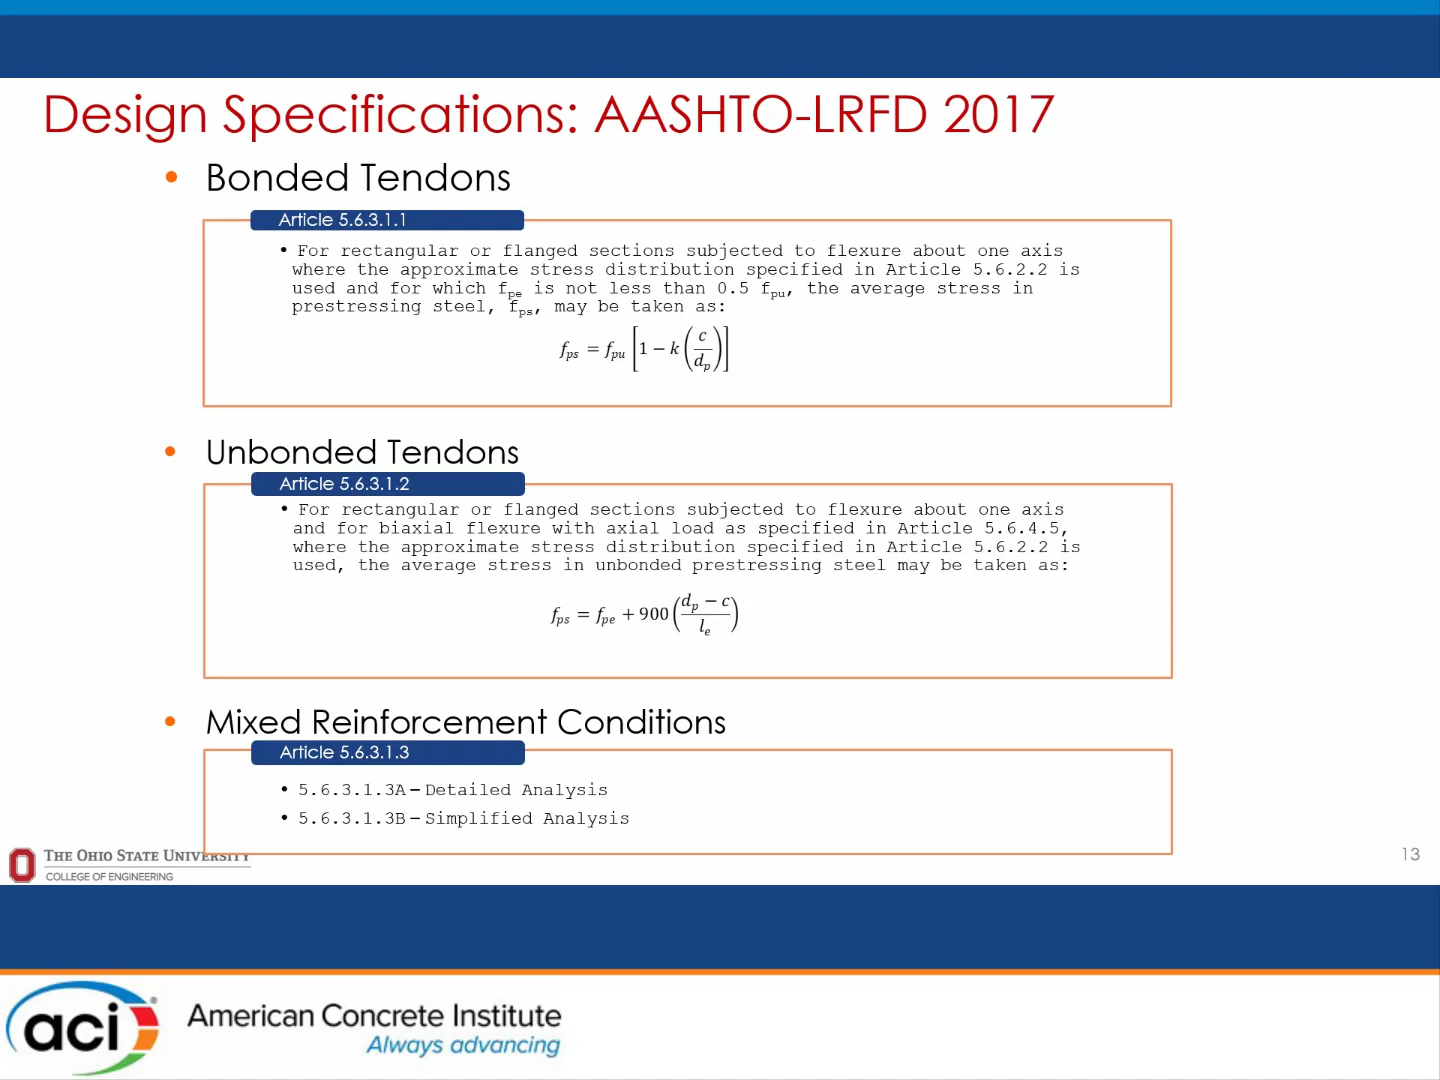 Design Specifications: AASHTO-LRFD 2017
• Bonded Tendons
Article 5.6.3.1.1
• For rectangular or flanged sections subjected to flexure about one axis
where the approximate stress distribution specified in Article 5.6.2.2 is
used and for which f_pe is not less than 0.5 f_pu, the average stress in
prestressing steel, f_ps, may be taken as:
f_ps = f_pu [1 − k (c / d_p)]
• Unbonded Tendons
Article 5.6.3.1.2
• For rectangular or flanged sections subjected to flexure about one axis
and for biaxial flexure with axial load as specified in Article 5.6.4.5,
where the approximate stress distribution specified in Article 5.6.2.2 is
used, the average stress in unbonded prestressing steel may be taken as:
f_ps = f_pe + 900 ((d_p − c) / l_e)
• Mixed Reinforcement Conditions
Article 5.6.3.1.3
• 5.6.3.1.3A – Detailed Analysis
• 5.6.3.1.3B – Simplified Analysis
THE OHIO STATE UNIVERSITY
COLLEGE OF ENGINEERING
13
aci
American Concrete Institute
Always advancing